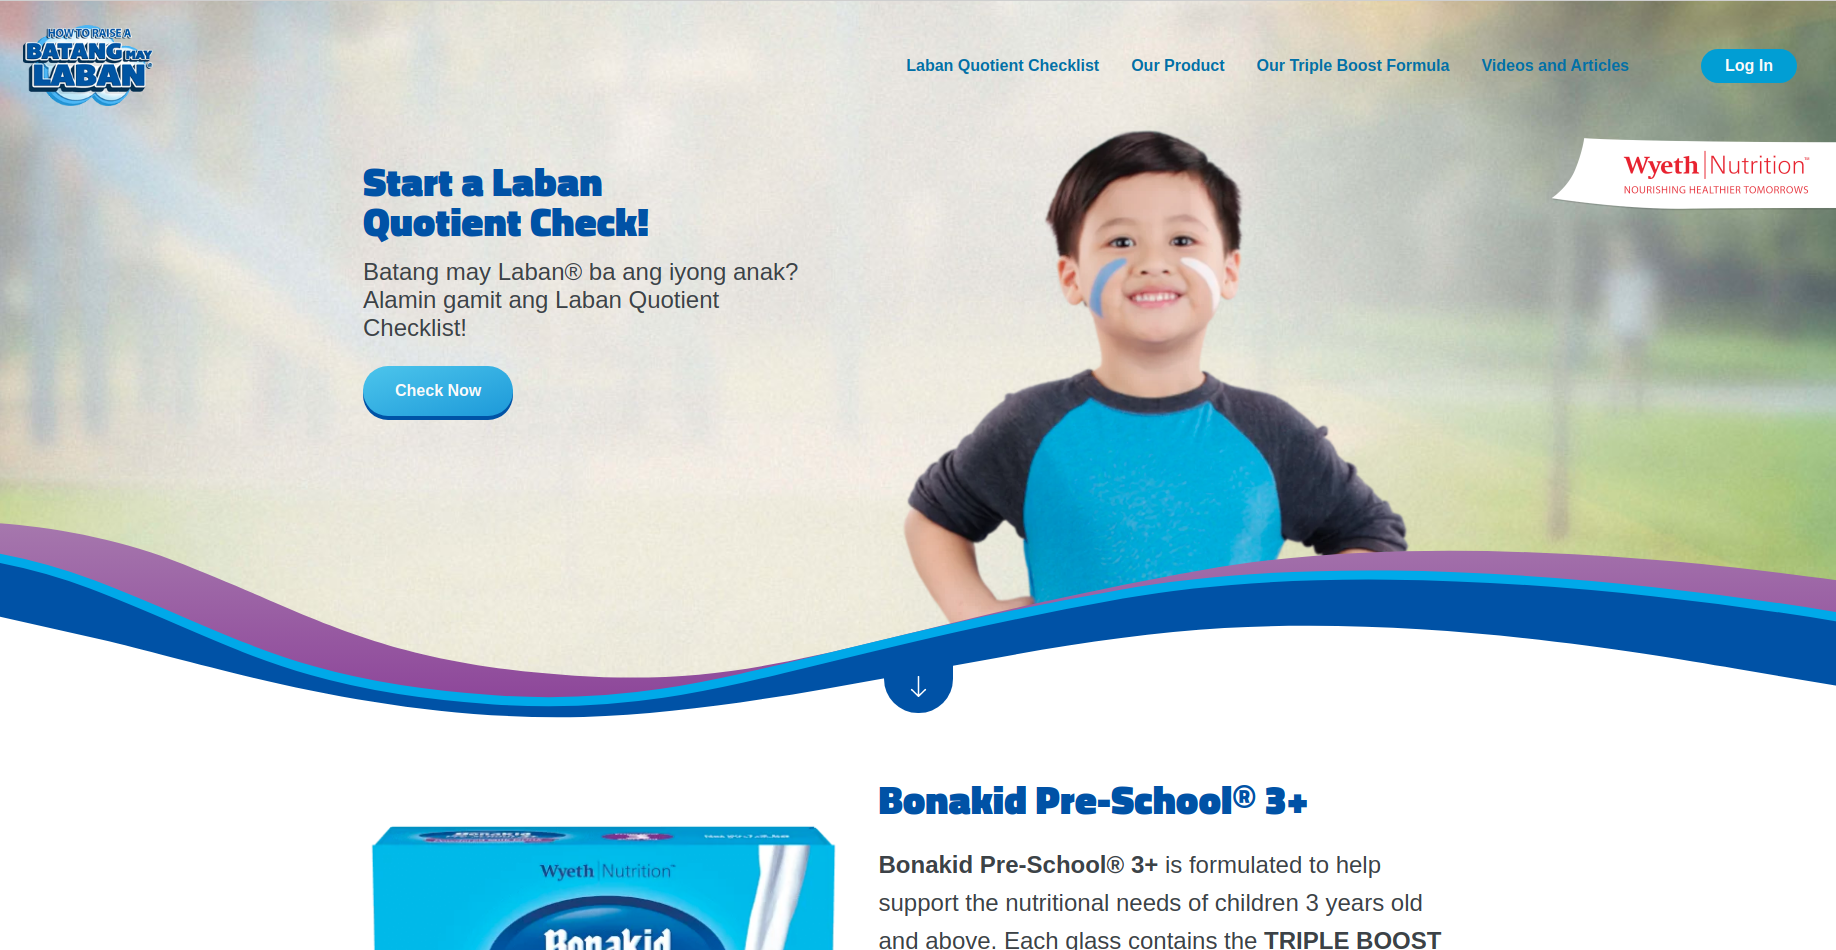 HOW TO RAISE A
BATANG MAY
LABAN®
Laban Quotient Checklist
Our Product
Our Triple Boost Formula
Videos and Articles
Log In
Wyeth Nutrition™
NOURISHING HEALTHIER TOMORROWS
Start a Laban
Quotient Check!
Batang may Laban® ba ang iyong anak?
Alamin gamit ang Laban Quotient
Checklist!
Check Now
Bonakid Pre-School® 3+
Bonakid Pre-School® 3+ is formulated to help
support the nutritional needs of children 3 years old
and above. Each glass contains the TRIPLE BOOST
Bonakid
Wyeth Nutrition™
Bonakid